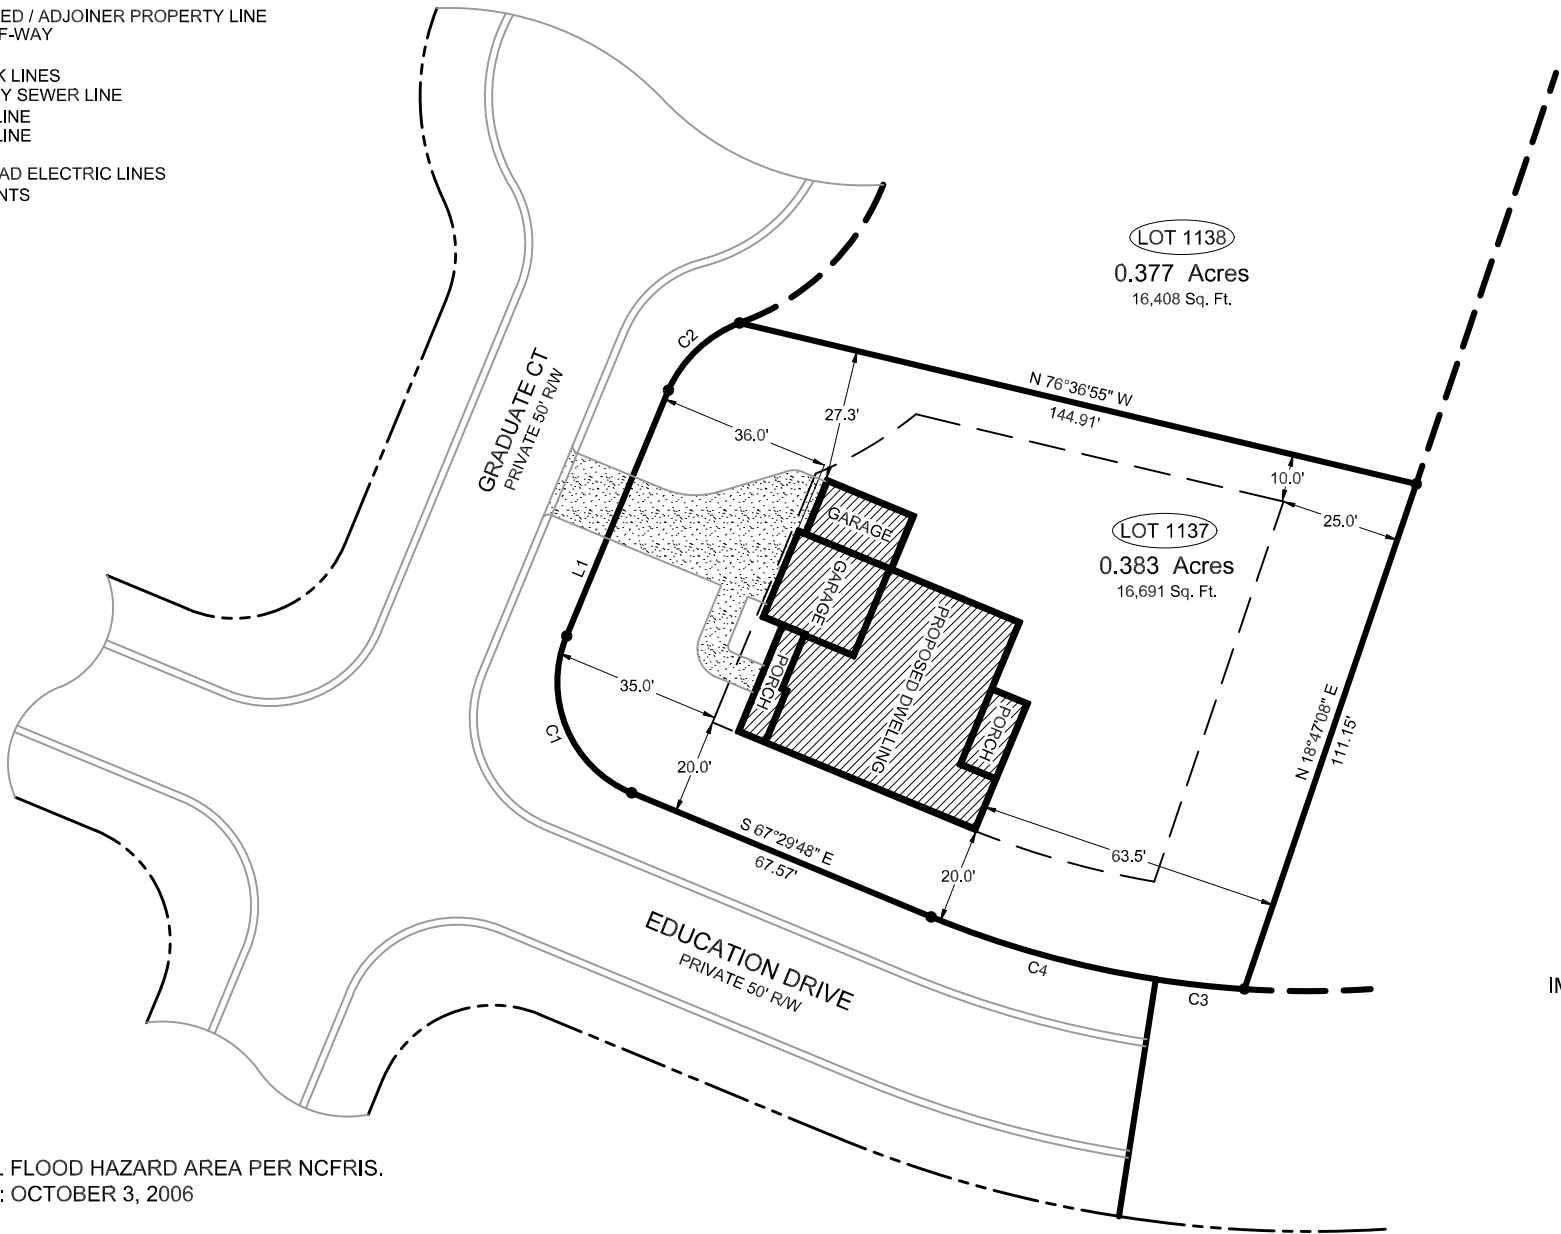 ED / ADJOINER PROPERTY LINE
F-WAY
K LINES
Y SEWER LINE
LINE
LINE
AD ELECTRIC LINES
NTS
LOT 1138
0.377 Acres
16,408 Sq. Ft.
C2
GRADUATE CT
PRIVATE 50' R/W
N 76°36'55" W
144.91'
27.3'
36.0'
10.0'
25.0'
LOT 1137
0.383 Acres
16,691 Sq. Ft.
GARAGE
GARAGE
L1
PROPOSED DWELLING
PORCH
PORCH
35.0'
C1
20.0'
N 18°47'08" E
111.15'
S 67°29'48" E
67.57'
63.5'
20.0'
EDUCATION DRIVE
PRIVATE 50' R/W
C4
C3
L FLOOD HAZARD AREA PER NCFRIS.
: OCTOBER 3, 2006